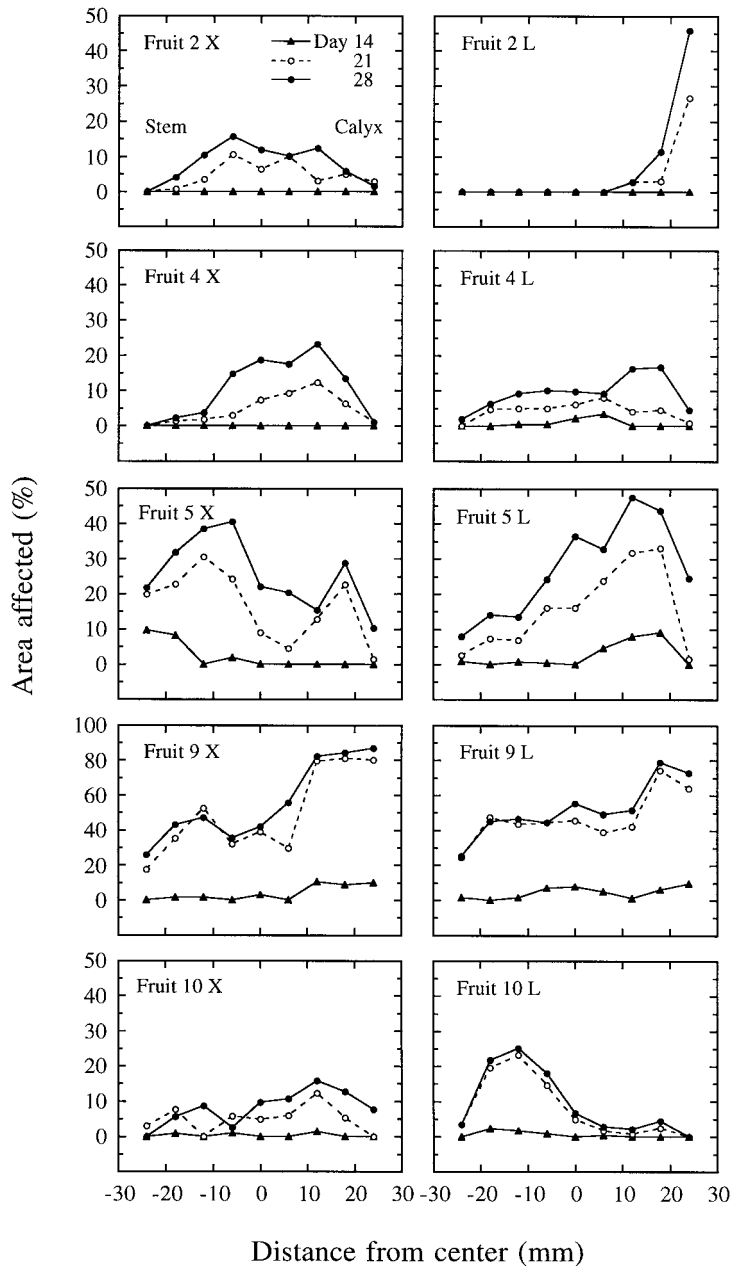 50
40
30
20
10
0
Fruit 2 X
Day 14
21
28
Stem
Calyx
Fruit 2 L
50
40
30
20
10
0
Fruit 4 X
Fruit 4 L
50
40
30
20
10
0
Fruit 5 X
Fruit 5 L
100
80
60
40
20
0
Fruit 9 X
Fruit 9 L
50
40
30
20
10
0
Fruit 10 X
Fruit 10 L
-30 -20 -10 0 10 20 30 -30 -20 -10 0 10 20 30
Area affected (%)
Distance from center (mm)